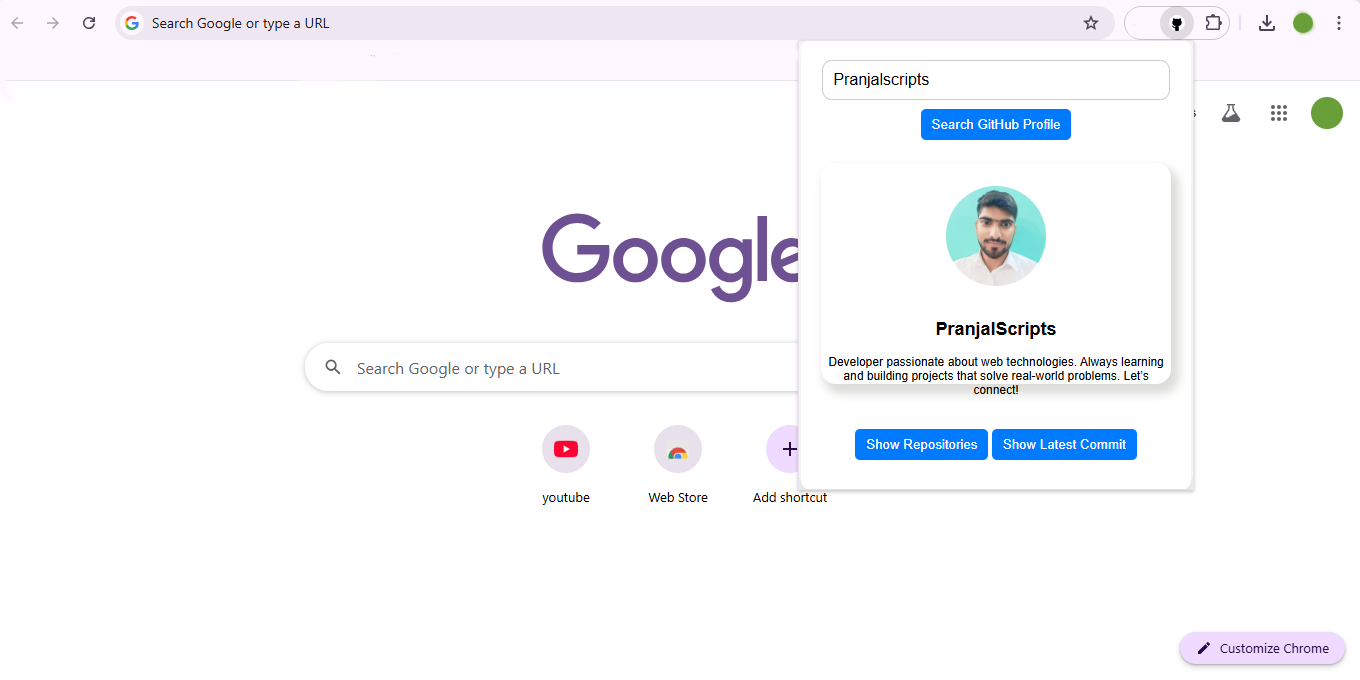 Search Google or type a URL
Pranjalscripts
Search GitHub Profile
Google
PranjalScripts
Developer passionate about web technologies. Always learning
and building projects that solve real-world problems. Let's
connect!
Search Google or type a URL
Show Repositories
Show Latest Commit
youtube
Web Store
Add shortcut
Customize Chrome